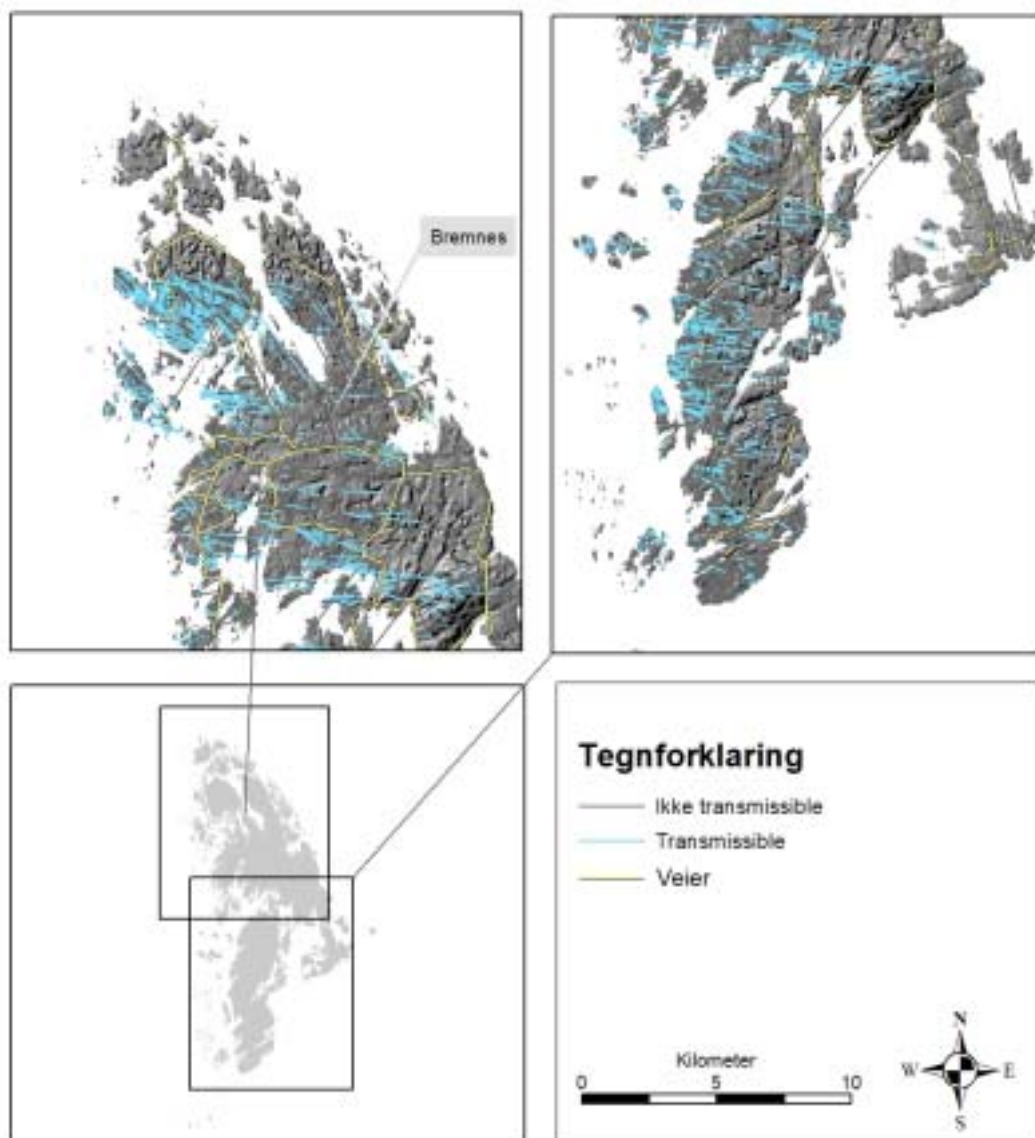 Bremnes
Tegnforklaring
Ikke transmissible
Transmissible
Veier
Kilometer
0 5 10
N
W E
S